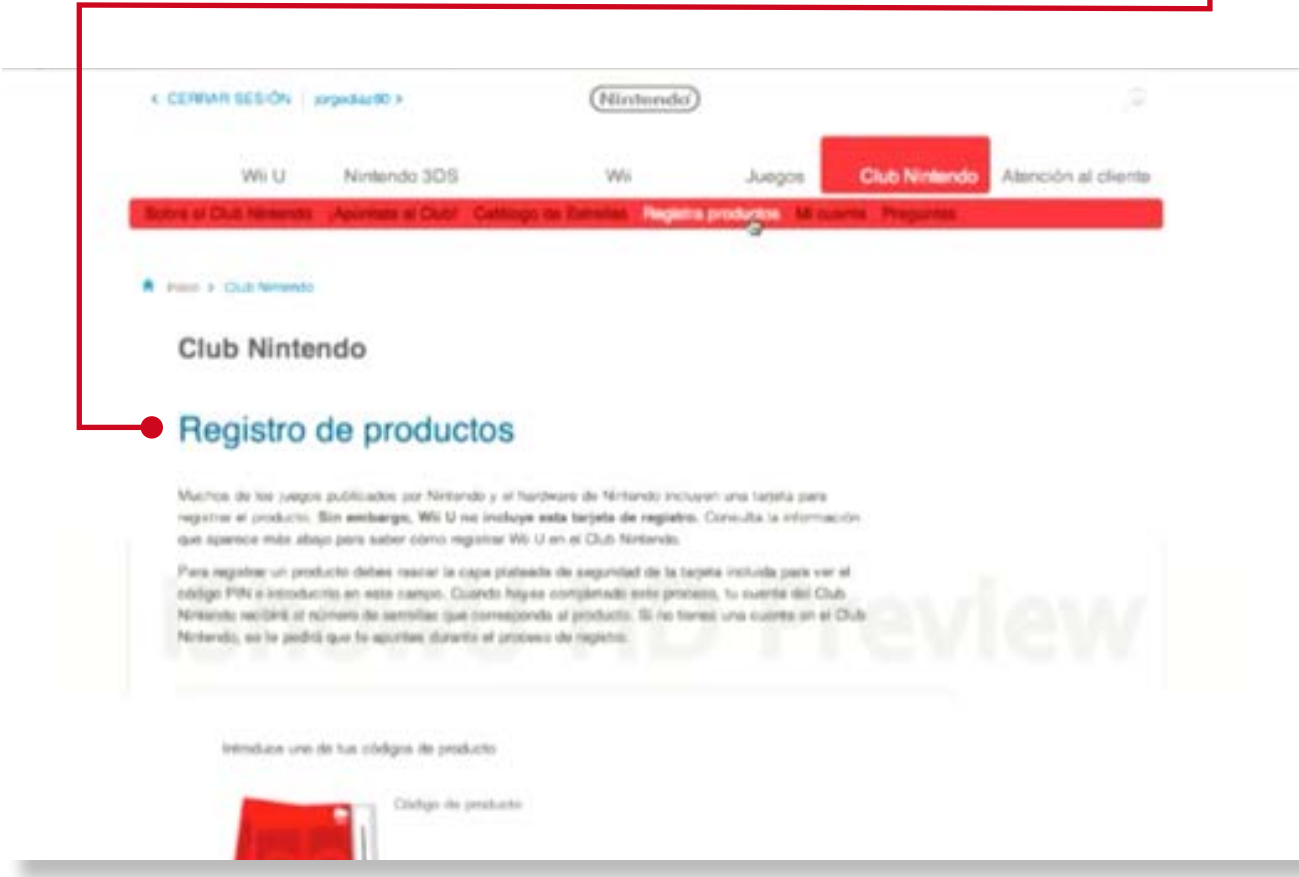 < CERRAR SESIÓN jorgediaz80 >
Nintendo
Wii U Nintendo 3DS Wii Juegos Club Nintendo Atención al cliente
Sobre el Club Nintendo ¡Apúntate al Club! Catálogo de Estrellas Registra productos Mi cuenta Preguntas
Inicio > Club Nintendo
Club Nintendo
Registro de productos
Muchos de los juegos publicados por Nintendo y el hardware de Nintendo incluyen una tarjeta para
registrar el producto. Sin embargo, Wii U no incluye esta tarjeta de registro. Consulta la información
que aparece más abajo para saber cómo registrar Wii U en el Club Nintendo.
Para registrar un producto debes rascar la capa plateada de seguridad de la tarjeta incluida para ver el
código PIN e introducirlo en este campo. Cuando hayas completado este proceso, tu cuenta del Club
Nintendo recibirá el número de estrellas que corresponda al producto. Si no tienes una cuenta en el Club
Nintendo, se te pedirá que te apuntes durante el proceso de registro.
HD Preview
Introduce uno de tus códigos de producto
Código de producto